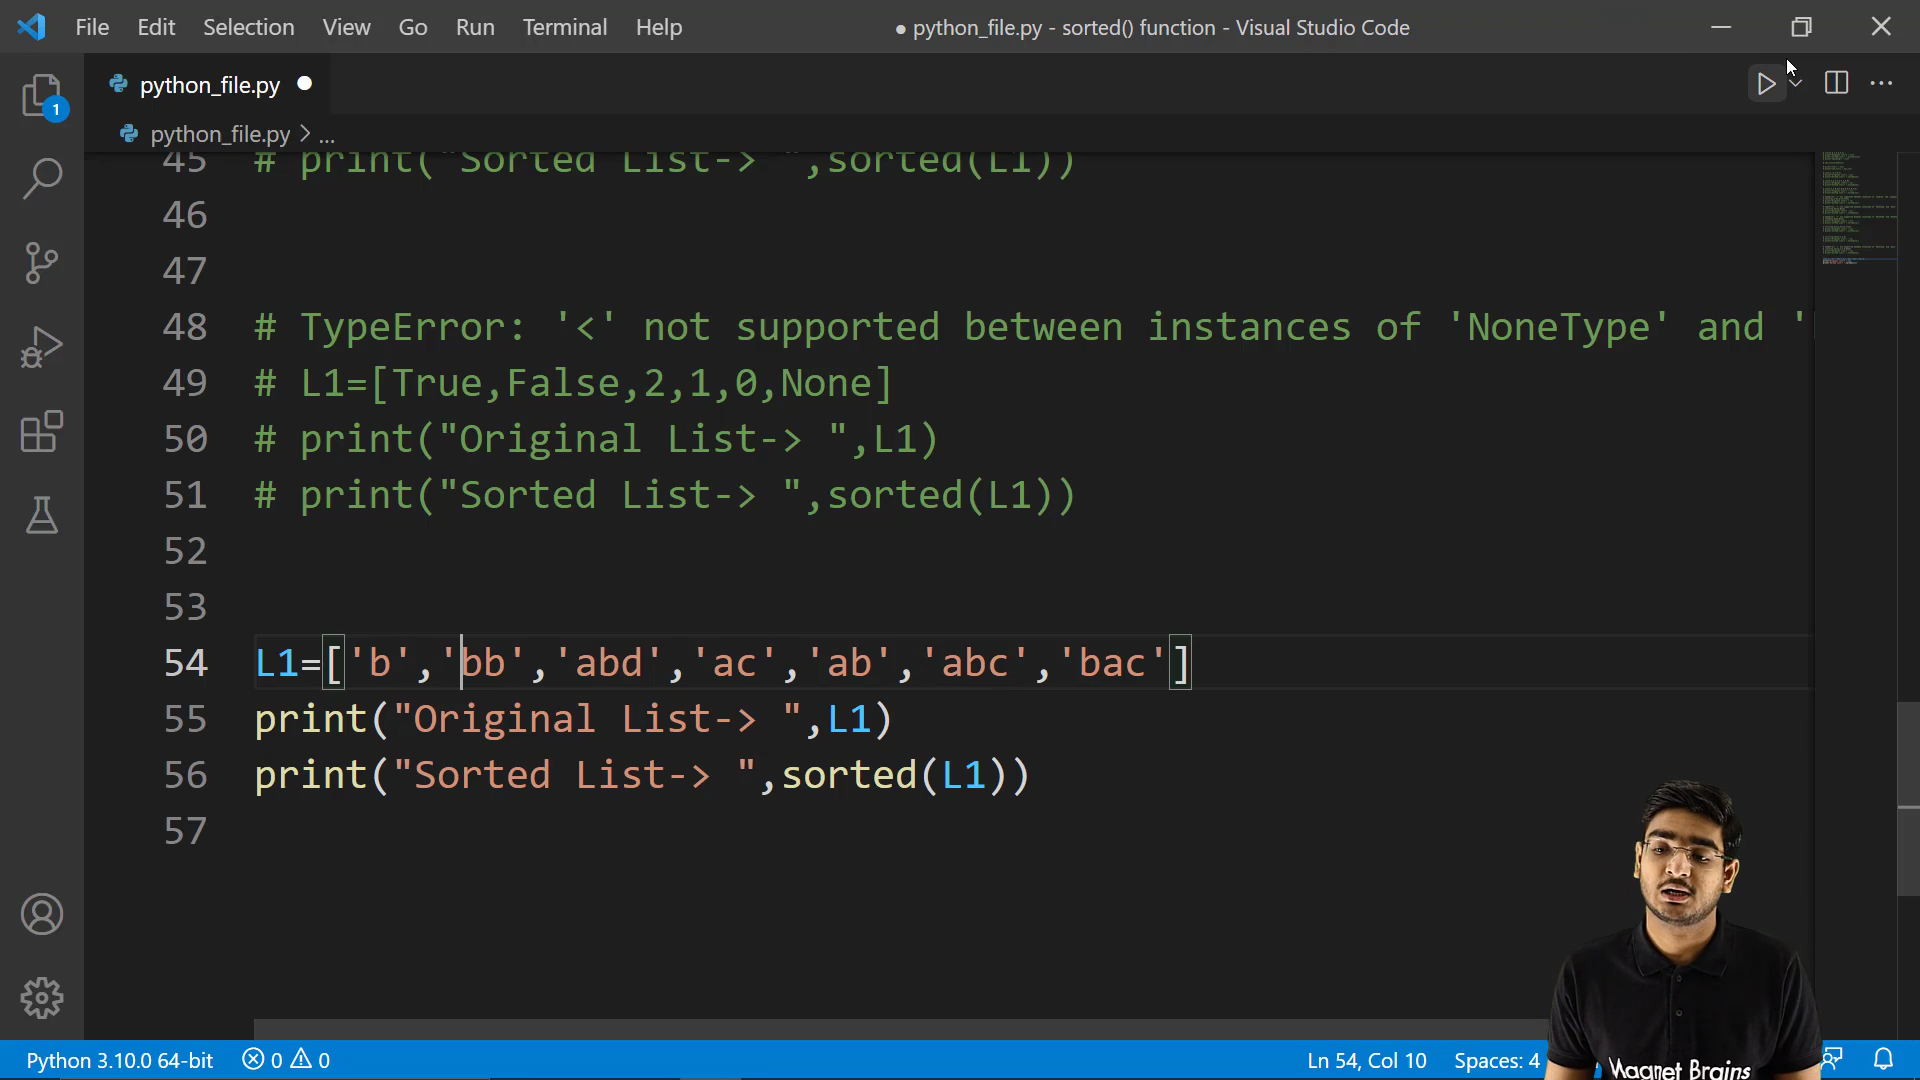 File Edit Selection View Go Run Terminal Help ● python_file.py - sorted() function - Visual Studio Code
python_file.py ●
1
python_file.py > ...
45 # print("Sorted List-> ",sorted(L1))
46
47
48 # TypeError: '<' not supported between instances of 'NoneType' and '
49 # L1=[True,False,2,1,0,None]
50 # print("Original List-> ",L1)
51 # print("Sorted List-> ",sorted(L1))
52
53
54 L1=['b','bb','abd','ac','ab','abc','bac']
55 print("Original List-> ",L1)
56 print("Sorted List-> ",sorted(L1))
57
Python 3.10.0 64-bit 0 0 Ln 54, Col 10 Spaces: 4
Magnet Brains